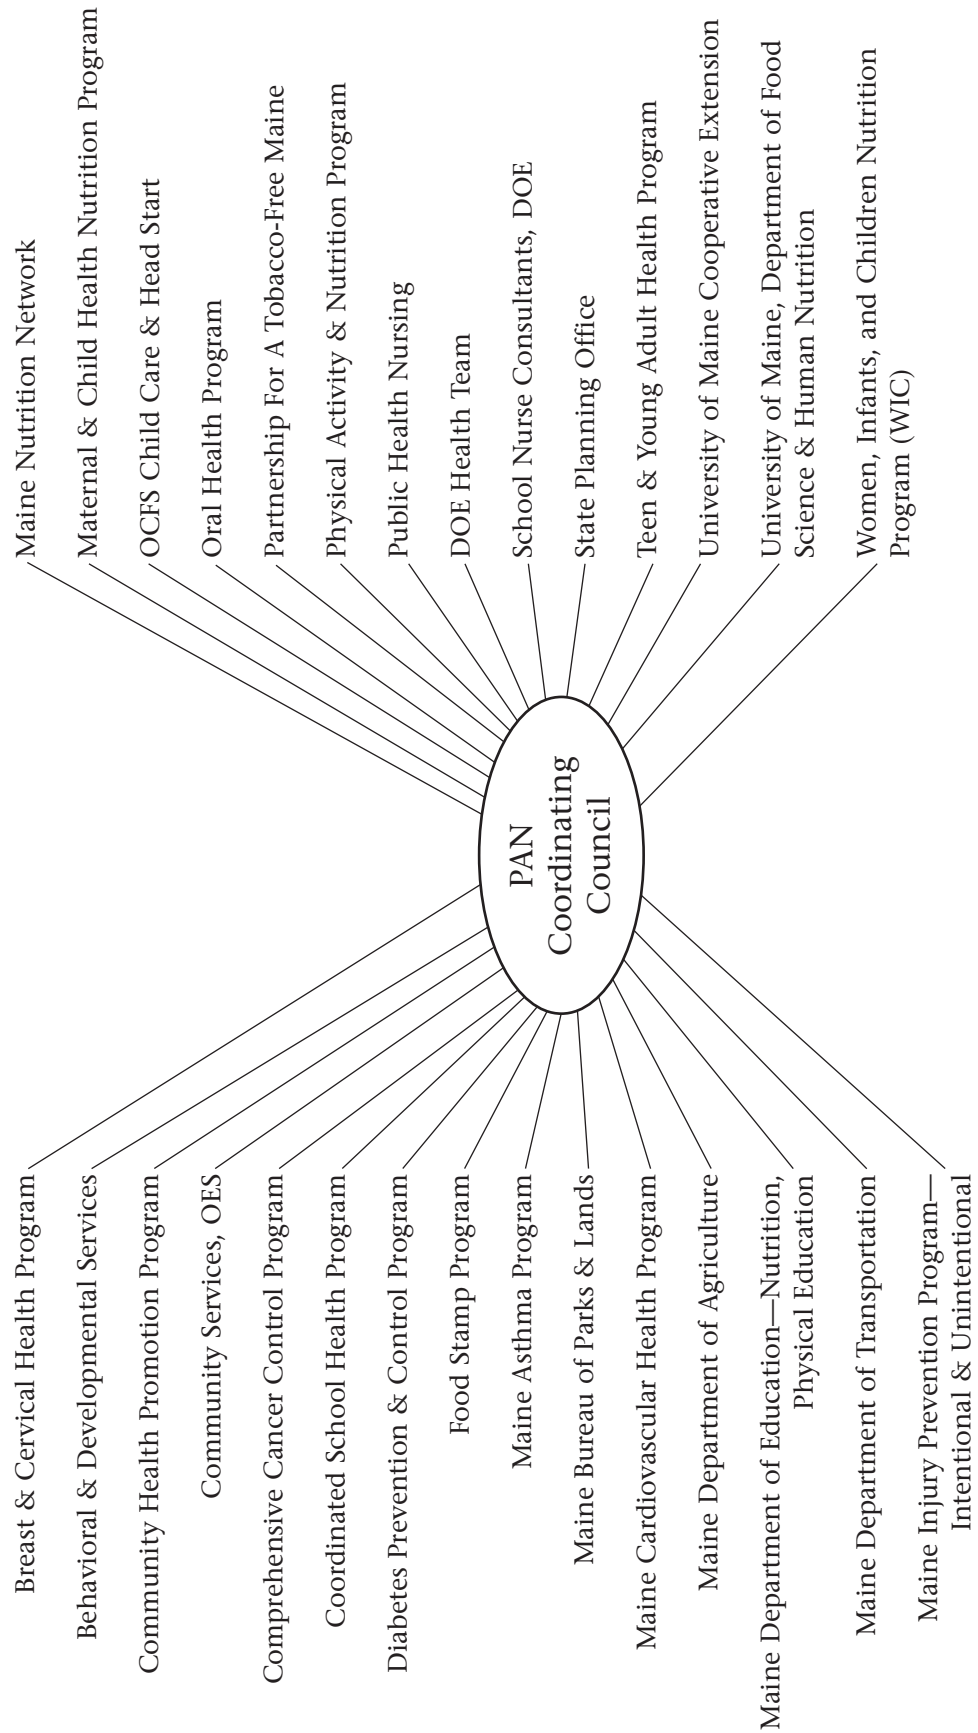 Breast & Cervical Health Program
Behavioral & Developmental Services
Community Health Promotion Program
Community Services, OES
Comprehensive Cancer Control Program
Coordinated School Health Program
Diabetes Prevention & Control Program
Food Stamp Program
Maine Asthma Program
Maine Bureau of Parks & Lands
Maine Cardiovascular Health Program
Maine Department of Agriculture
Maine Department of Education—Nutrition,
Physical Education
Maine Department of Transportation
Maine Injury Prevention Program—
Intentional & Unintentional
PAN
Coordinating
Council
Maine Nutrition Network
Maternal & Child Health Nutrition Program
OCFS Child Care & Head Start
Oral Health Program
Partnership For A Tobacco-Free Maine
Physical Activity & Nutrition Program
Public Health Nursing
DOE Health Team
School Nurse Consultants, DOE
State Planning Office
Teen & Young Adult Health Program
University of Maine Cooperative Extension
University of Maine, Department of Food
Science & Human Nutrition
Women, Infants, and Children Nutrition
Program (WIC)